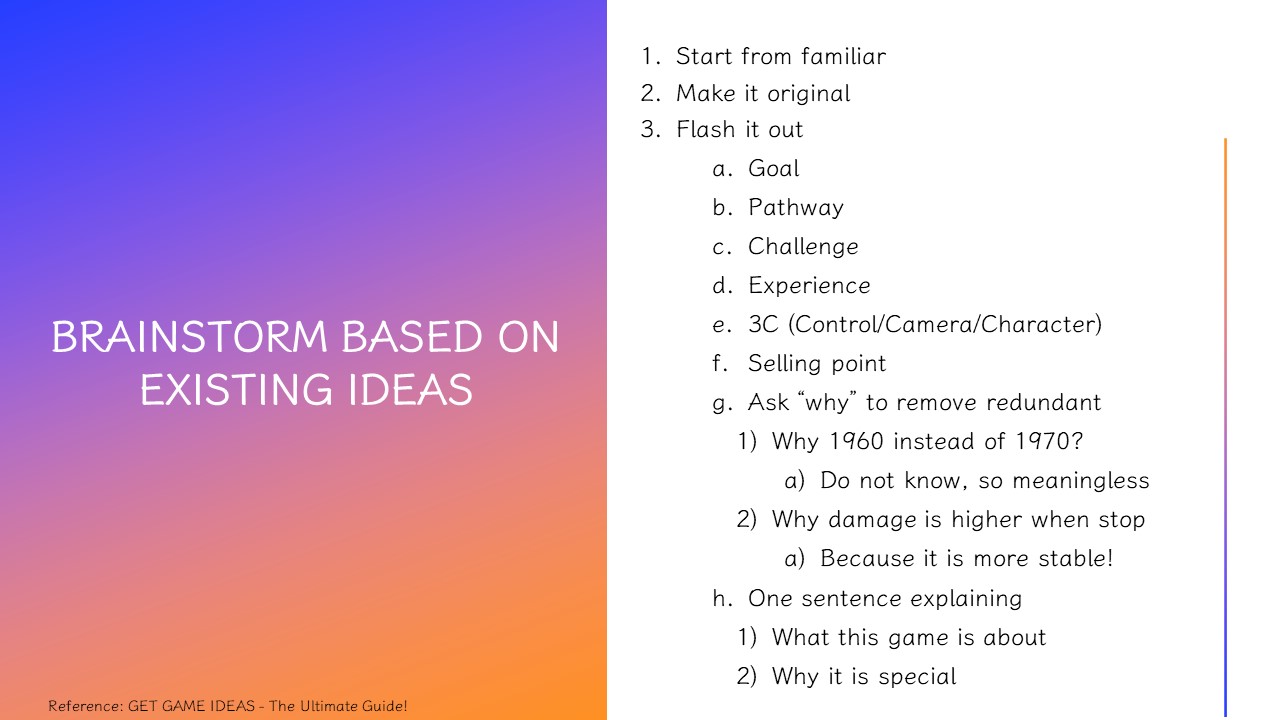 BRAINSTORM BASED ON
EXISTING IDEAS
Reference: GET GAME IDEAS - The Ultimate Guide!
1. Start from familiar
2. Make it original
3. Flash it out
a. Goal
b. Pathway
c. Challenge
d. Experience
e. 3C (Control/Camera/Character)
f. Selling point
g. Ask “why” to remove redundant
1) Why 1960 instead of 1970?
a) Do not know, so meaningless
2) Why damage is higher when stop
a) Because it is more stable!
h. One sentence explaining
1) What this game is about
2) Why it is special